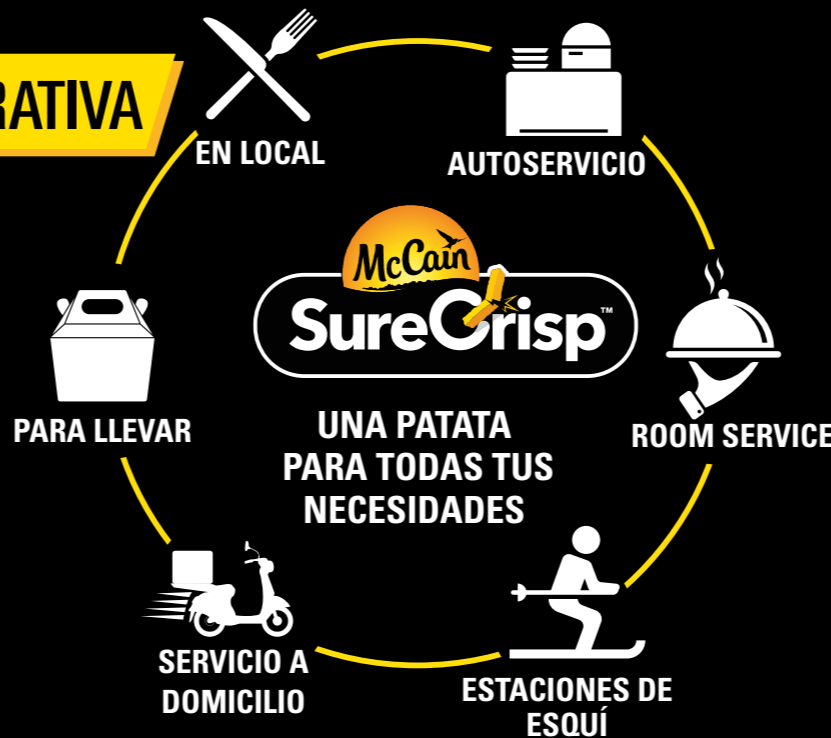 RATIVA
EN LOCAL
AUTOSERVICIO
McCain
SureCrisp™
PARA LLEVAR
UNA PATATA
PARA TODAS TUS
NECESIDADES
ROOM SERVICE
SERVICIO A
DOMICILIO
ESTACIONES DE
ESQUÍ